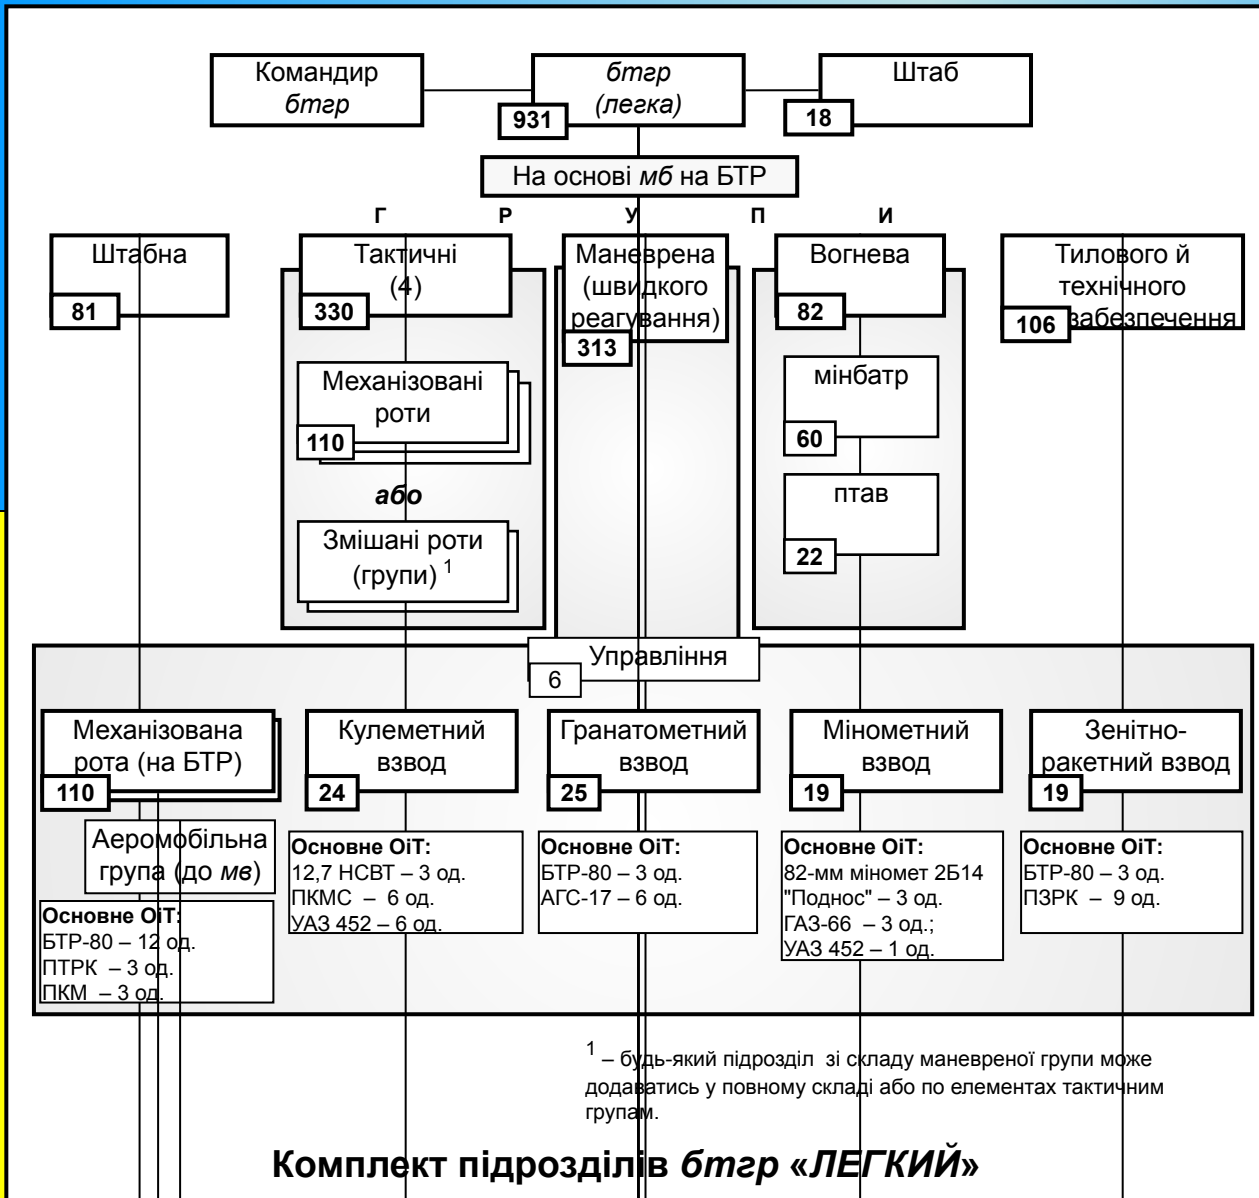 Командир
бтгр
931
бтгр
(легка)
18
Штаб
На основі мб на БТР
Г Р У П И
Штабна
81
Тактичні
(4)
330
Маневрена
(швидкого
реагування)
313
Вогнева
82
Тилового й
технічного
забезпечення
106
Механізовані
роти
110
або
Змішані роти
(групи) 1
мінбатр
60
птав
22
Управління
6
Механізована
рота (на БТР)
110
Кулеметний
взвод
24
Гранатометний
взвод
25
Мінометний
взвод
19
Зенітно-
ракетний взвод
19
Аеромобільна
група (до мв)
Основне ОіТ:
БТР-80 – 12 од.
ПТРК – 3 од.
ПКМ – 3 од.
Основне ОіТ:
12,7 НСВТ – 3 од.
ПКМС – 6 од.
УАЗ 452 – 6 од.
Основне ОіТ:
БТР-80 – 3 од.
АГС-17 – 6 од.
Основне ОіТ:
82-мм міномет 2Б14
"Поднос" – 3 од.
ГАЗ-66 – 3 од.;
УАЗ 452 – 1 од.
Основне ОіТ:
БТР-80 – 3 од.
ПЗРК – 9 од.
1 – будь-який підрозділ зі складу маневреної групи може
додаватись у повному складі або по елементах тактичним
групам.
Комплект підрозділів бтгр «ЛЕГКИЙ»